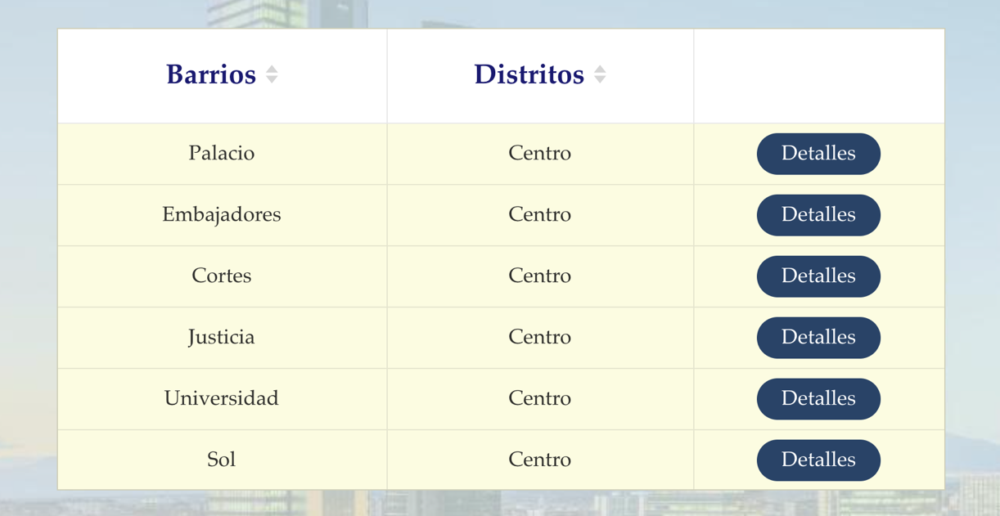 Barrios Distritos
Palacio Centro Detalles
Embajadores Centro Detalles
Cortes Centro Detalles
Justicia Centro Detalles
Universidad Centro Detalles
Sol Centro Detalles